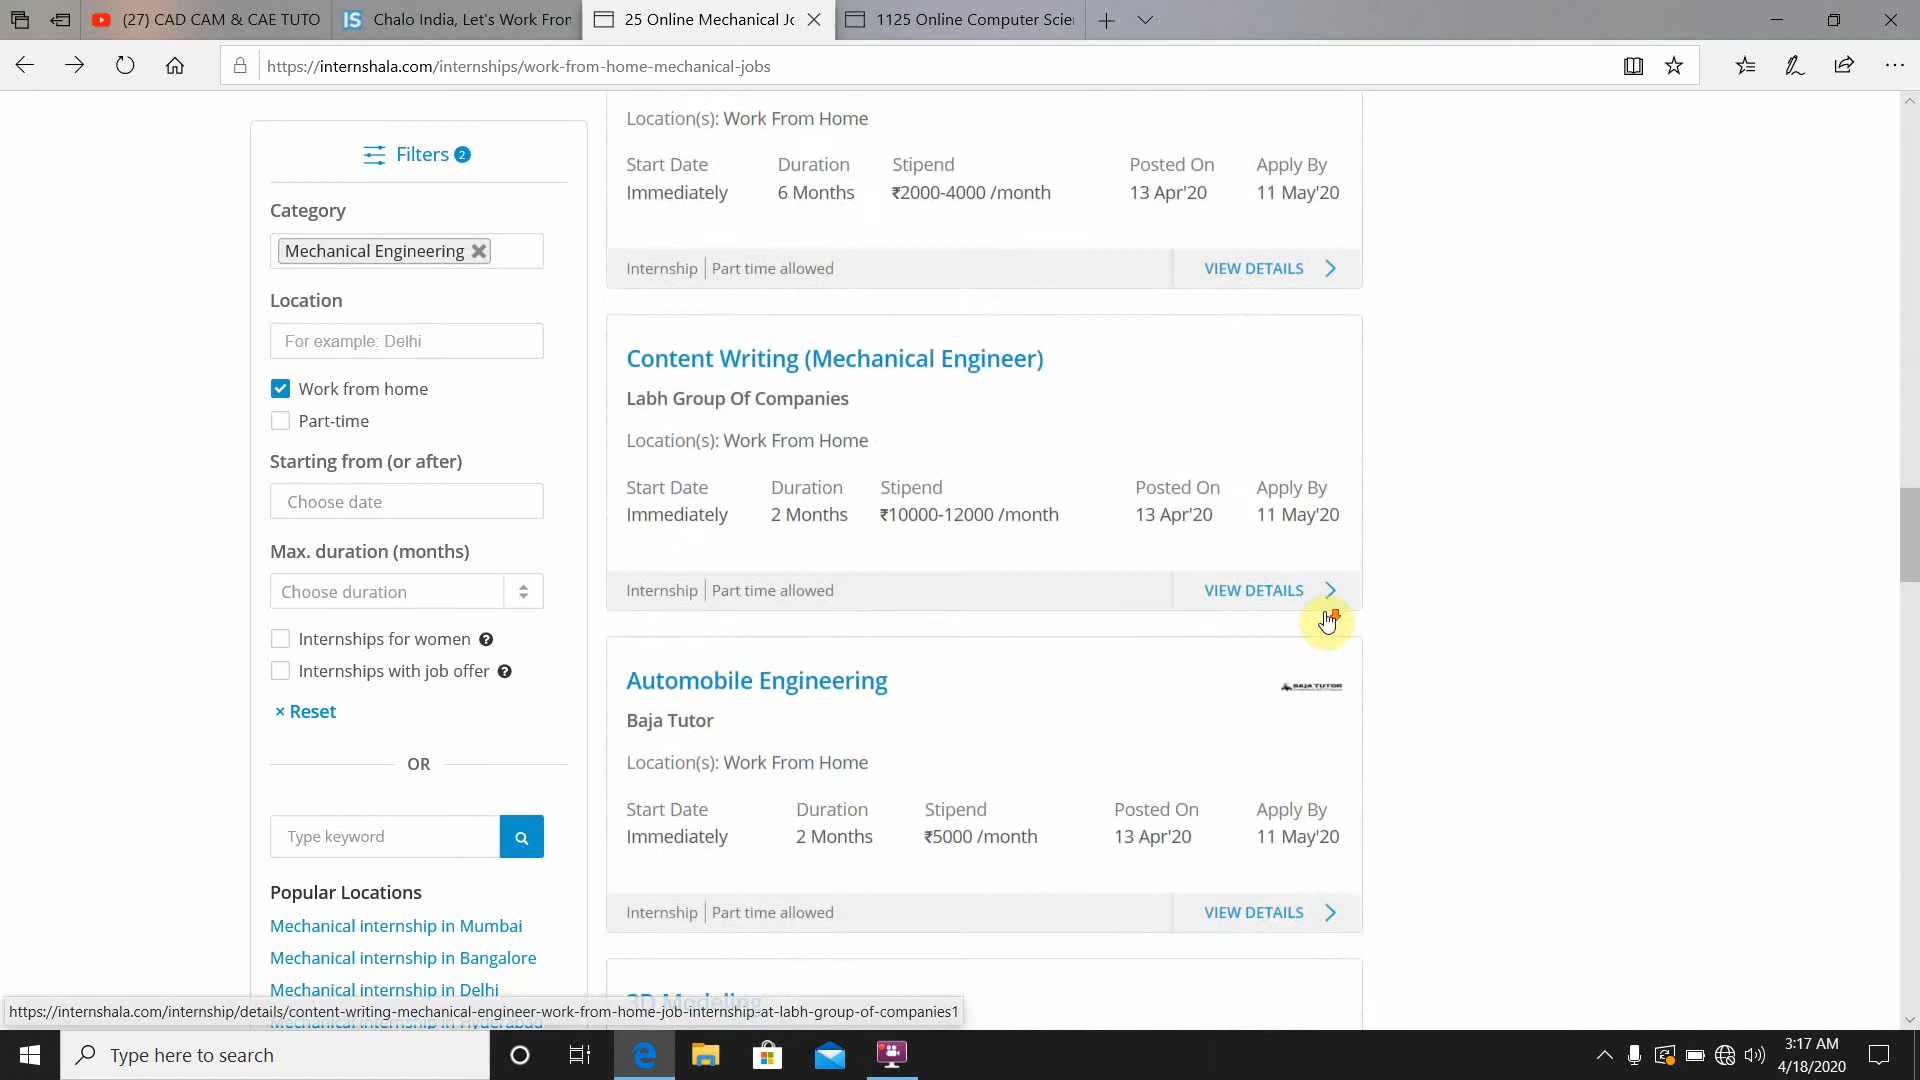 (27) CAD CAM & CAE TUTO
IS Chalo India, Let's Work Fron
25 Online Mechanical Jo
1125 Online Computer Scie
https://internshala.com/internships/work-from-home-mechanical-jobs
Filters 2
Category
Mechanical Engineering
Location
For example: Delhi
Work from home
Part-time
Starting from (or after)
Choose date
Max. duration (months)
Choose duration
Internships for women ?
Internships with job offer ?
× Reset
OR
Type keyword
Popular Locations
Mechanical internship in Mumbai
Mechanical internship in Bangalore
Mechanical internship in Delhi
Mechanical internship in Hyderabad
Location(s): Work From Home
Start Date Duration Stipend Posted On Apply By
Immediately 6 Months ₹2000-4000 /month 13 Apr'20 11 May'20
Internship Part time allowed VIEW DETAILS
Content Writing (Mechanical Engineer)
Labh Group Of Companies
Location(s): Work From Home
Start Date Duration Stipend Posted On Apply By
Immediately 2 Months ₹10000-12000 /month 13 Apr'20 11 May'20
Internship Part time allowed VIEW DETAILS
Automobile Engineering
BAJA TUTOR
Baja Tutor
Location(s): Work From Home
Start Date Duration Stipend Posted On Apply By
Immediately 2 Months ₹5000 /month 13 Apr'20 11 May'20
Internship Part time allowed VIEW DETAILS
3D Modeling
https://internshala.com/internship/details/content-writing-mechanical-engineer-work-from-home-job-internship-at-labh-group-of-companies1
Type here to search
3:17 AM
4/18/2020